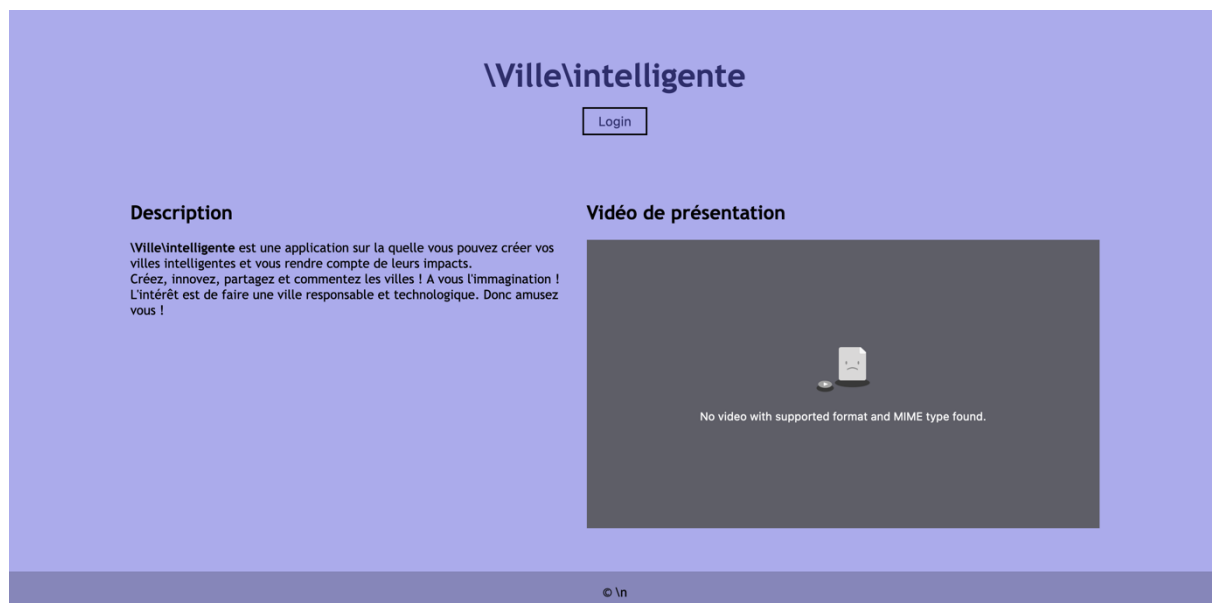 \Ville\intelligente
Login
Description
\Ville\intelligente est une application sur la quelle vous pouvez créer vos
villes intelligentes et vous rendre compte de leurs impacts.
Créez, innovez, partagez et commentez les villes ! A vous l'immagination !
L'intérêt est de faire une ville responsable et technologique. Donc amusez
vous !
Vidéo de présentation
No video with supported format and MIME type found.
© \n